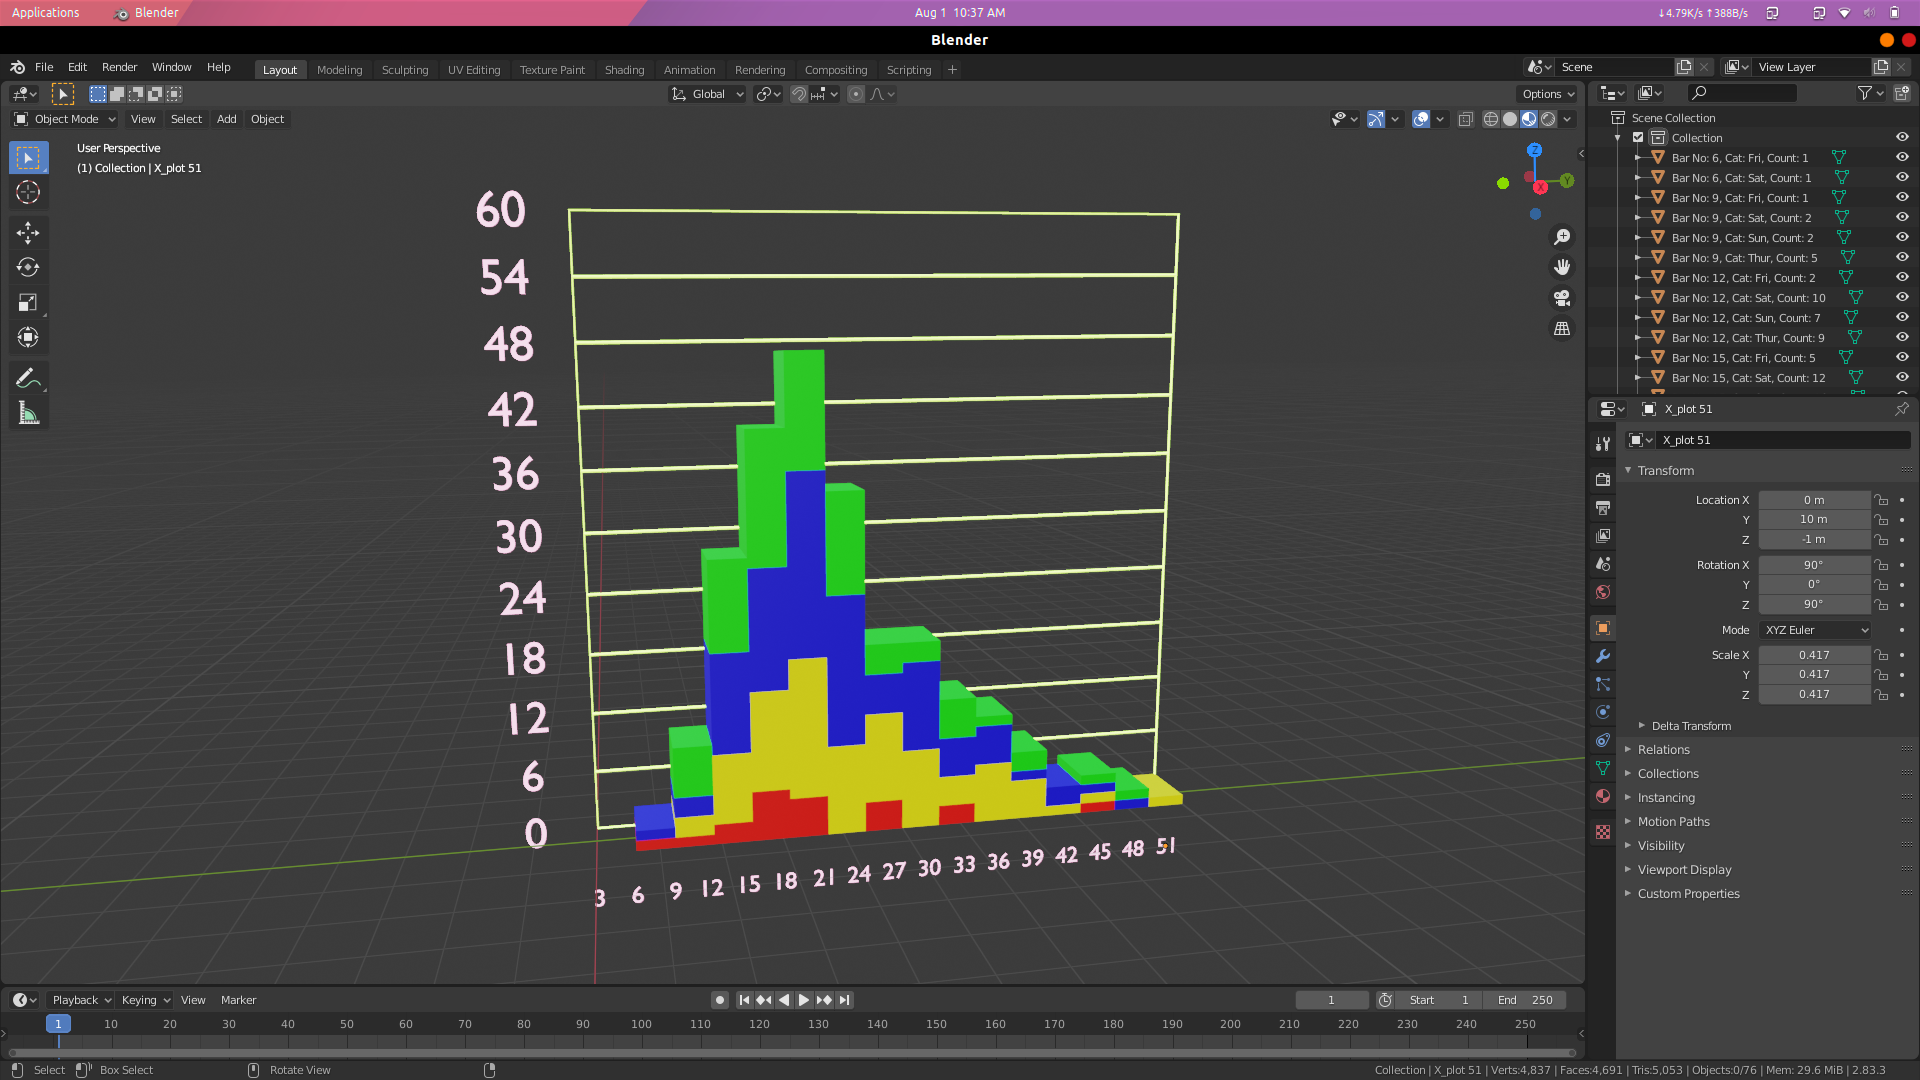 Applications Blender Aug 1 10:37 AM ↓4.79K/s ↑388B/s
Blender
File Edit Render Window Help Layout Modeling Sculpting UV Editing Texture Paint Shading Animation Rendering Compositing Scripting + Scene View Layer
Global Options
Object Mode View Select Add Object
User Perspective
(1) Collection | X_plot 51
Z
Y
X
60
54
48
42
36
30
24
18
12
6
0
3 6 9 12 15 18 21 24 27 30 33 36 39 42 45 48 51
Scene Collection
Collection
Bar No: 6, Cat: Fri, Count: 1
Bar No: 6, Cat: Sat, Count: 1
Bar No: 9, Cat: Fri, Count: 1
Bar No: 9, Cat: Sat, Count: 2
Bar No: 9, Cat: Sun, Count: 2
Bar No: 9, Cat: Thur, Count: 5
Bar No: 12, Cat: Fri, Count: 2
Bar No: 12, Cat: Sat, Count: 10
Bar No: 12, Cat: Sun, Count: 7
Bar No: 12, Cat: Thur, Count: 9
Bar No: 15, Cat: Fri, Count: 5
Bar No: 15, Cat: Sat, Count: 12
X_plot 51
X_plot 51
Transform
Location X 0 m
Y 10 m
Z -1 m
Rotation X 90°
Y 0°
Z 90°
Mode XYZ Euler
Scale X 0.417
Y 0.417
Z 0.417
Delta Transform
Relations
Collections
Instancing
Motion Paths
Visibility
Viewport Display
Custom Properties
Playback Keying View Marker 1 Start 1 End 250
1 10 20 30 40 50 60 70 80 90 100 110 120 130 140 150 160 170 180 190 200 210 220 230 240 250
Select Box Select Rotate View Collection | X_plot 51 | Verts:4,837 | Faces:4,691 | Tris:5,053 | Objects:0/76 | Mem: 29.6 MiB | 2.83.3